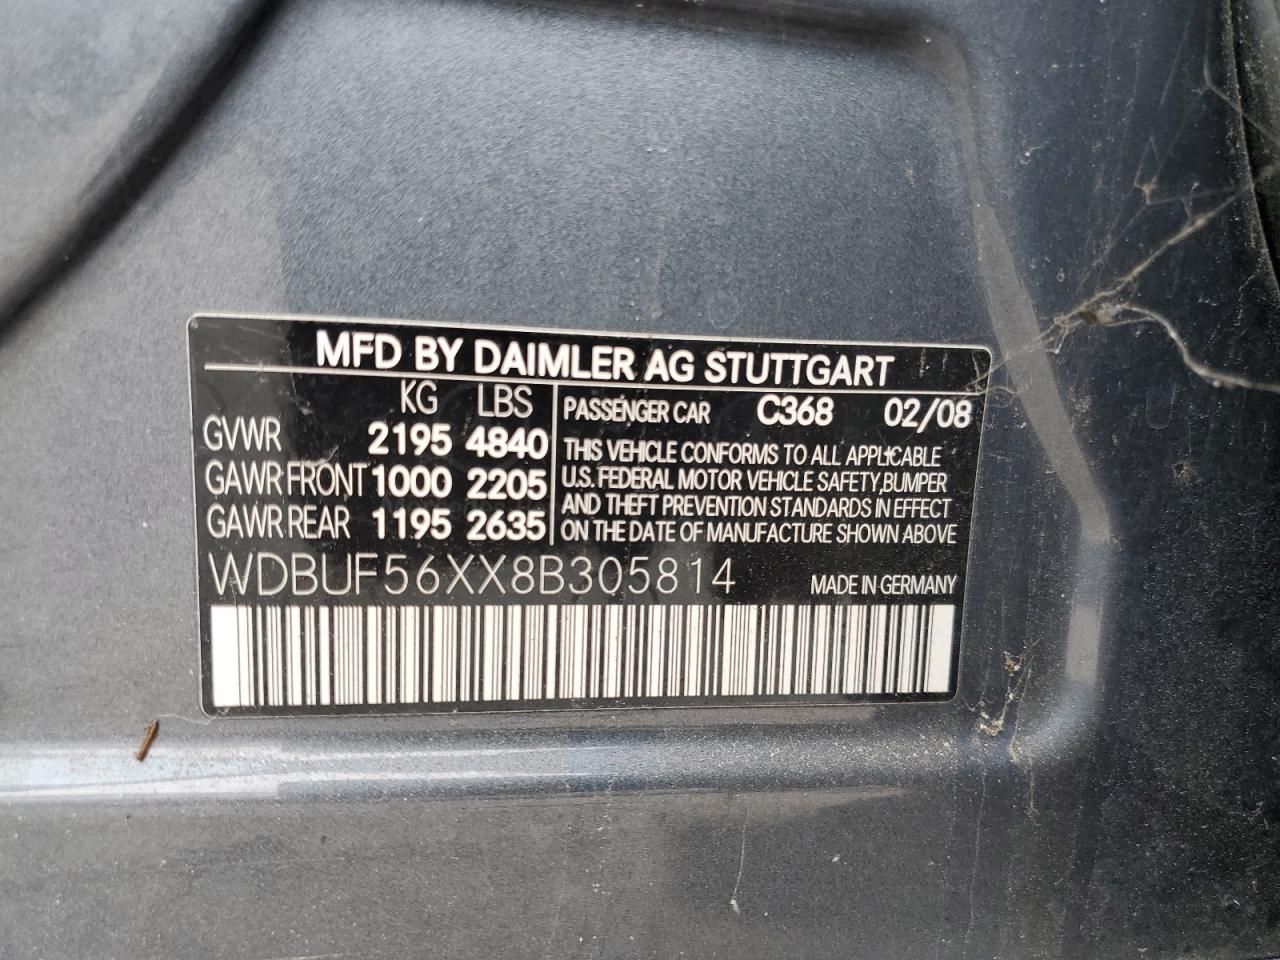 MFD BY DAIMLER AG STUTTGART
KG LBS
GVWR 2195 4840
GAWR FRONT 1000 2205
GAWR REAR 1195 2635
PASSENGER CAR C368 02/08
THIS VEHICLE CONFORMS TO ALL APPLICABLE
U.S. FEDERAL MOTOR VEHICLE SAFETY,BUMPER
AND THEFT PREVENTION STANDARDS IN EFFECT
ON THE DATE OF MANUFACTURE SHOWN ABOVE
WDBUF56XX8B305814
MADE IN GERMANY